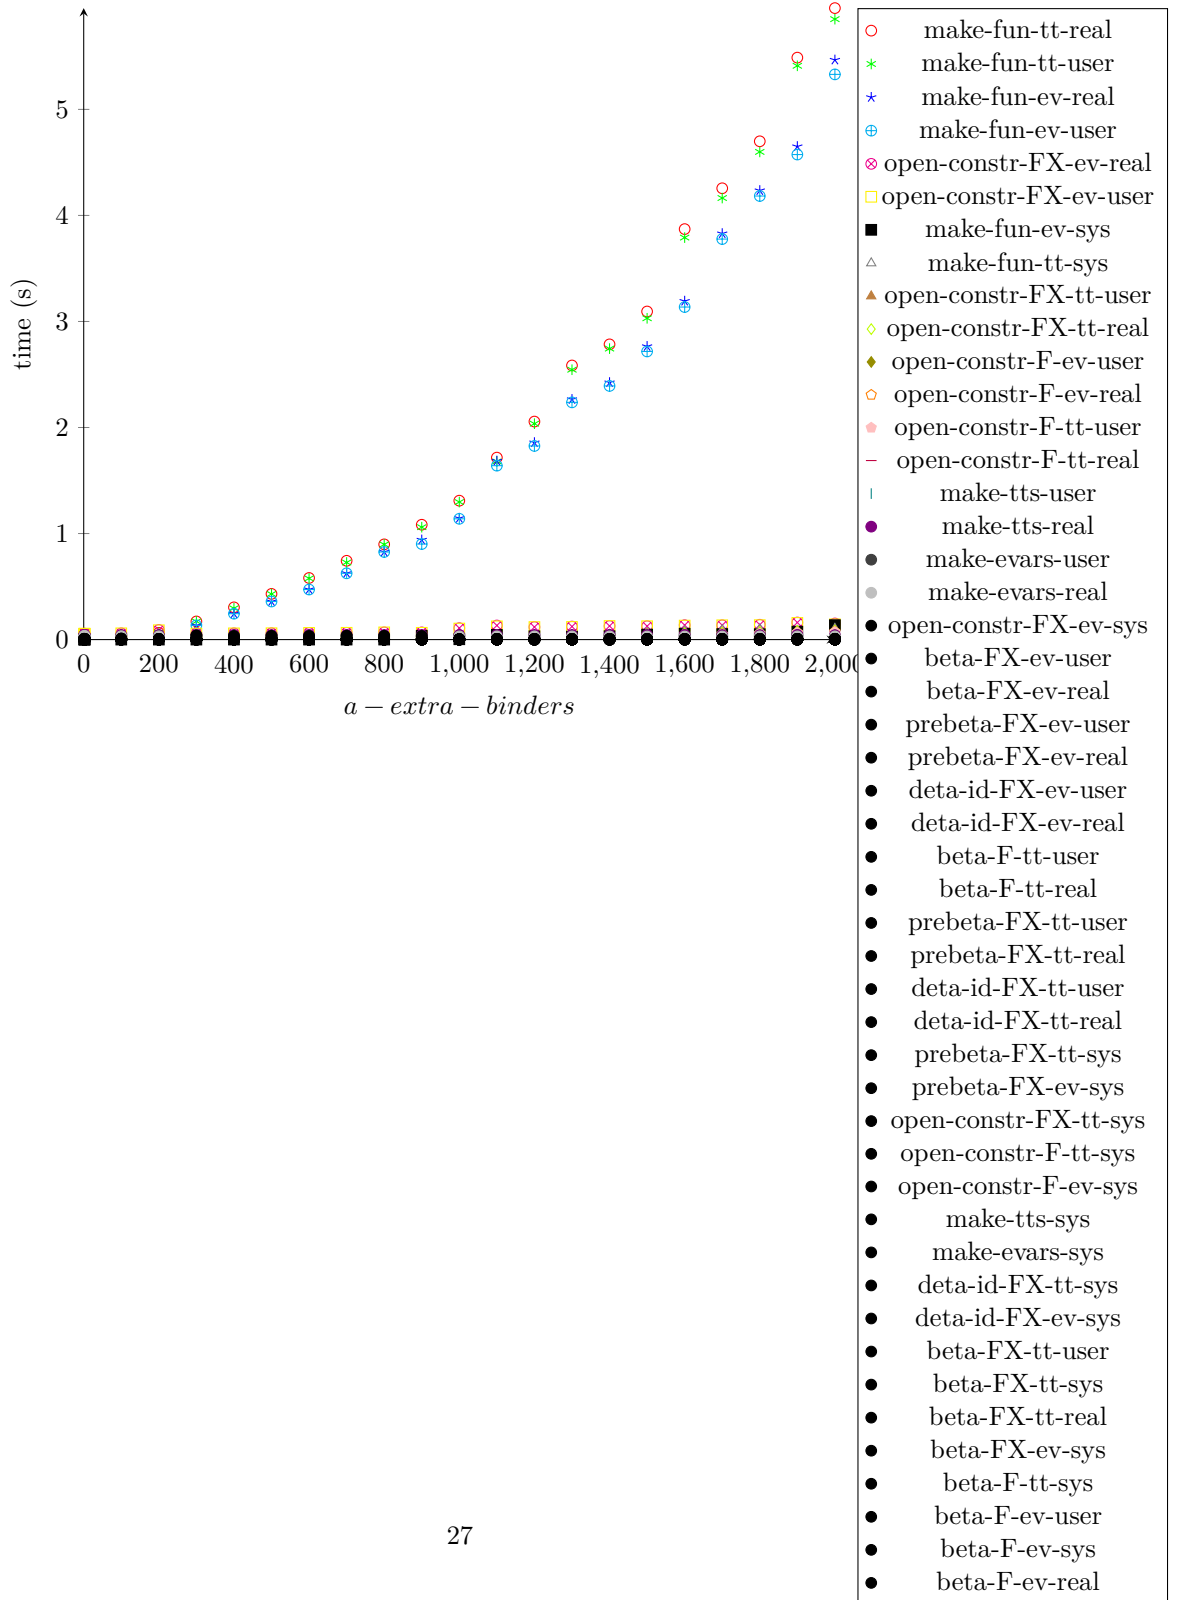 5
4
3
2
1
0
time (s)
0 200 400 600 800 1,000 1,200 1,400 1,600 1,800 2,000
a − extra − binders
make-fun-tt-real
make-fun-tt-user
make-fun-ev-real
make-fun-ev-user
open-constr-FX-ev-real
open-constr-FX-ev-user
make-fun-ev-sys
make-fun-tt-sys
open-constr-FX-tt-user
open-constr-FX-tt-real
open-constr-F-ev-user
open-constr-F-ev-real
open-constr-F-tt-user
open-constr-F-tt-real
make-tts-user
make-tts-real
make-evars-user
make-evars-real
open-constr-FX-ev-sys
beta-FX-ev-user
beta-FX-ev-real
prebeta-FX-ev-user
prebeta-FX-ev-real
deta-id-FX-ev-user
deta-id-FX-ev-real
beta-F-tt-user
beta-F-tt-real
prebeta-FX-tt-user
prebeta-FX-tt-real
deta-id-FX-tt-user
deta-id-FX-tt-real
prebeta-FX-tt-sys
prebeta-FX-ev-sys
open-constr-FX-tt-sys
open-constr-F-tt-sys
open-constr-F-ev-sys
make-tts-sys
make-evars-sys
deta-id-FX-tt-sys
deta-id-FX-ev-sys
beta-FX-tt-user
beta-FX-tt-sys
beta-FX-tt-real
beta-FX-ev-sys
beta-F-tt-sys
beta-F-ev-user
beta-F-ev-sys
beta-F-ev-real
27